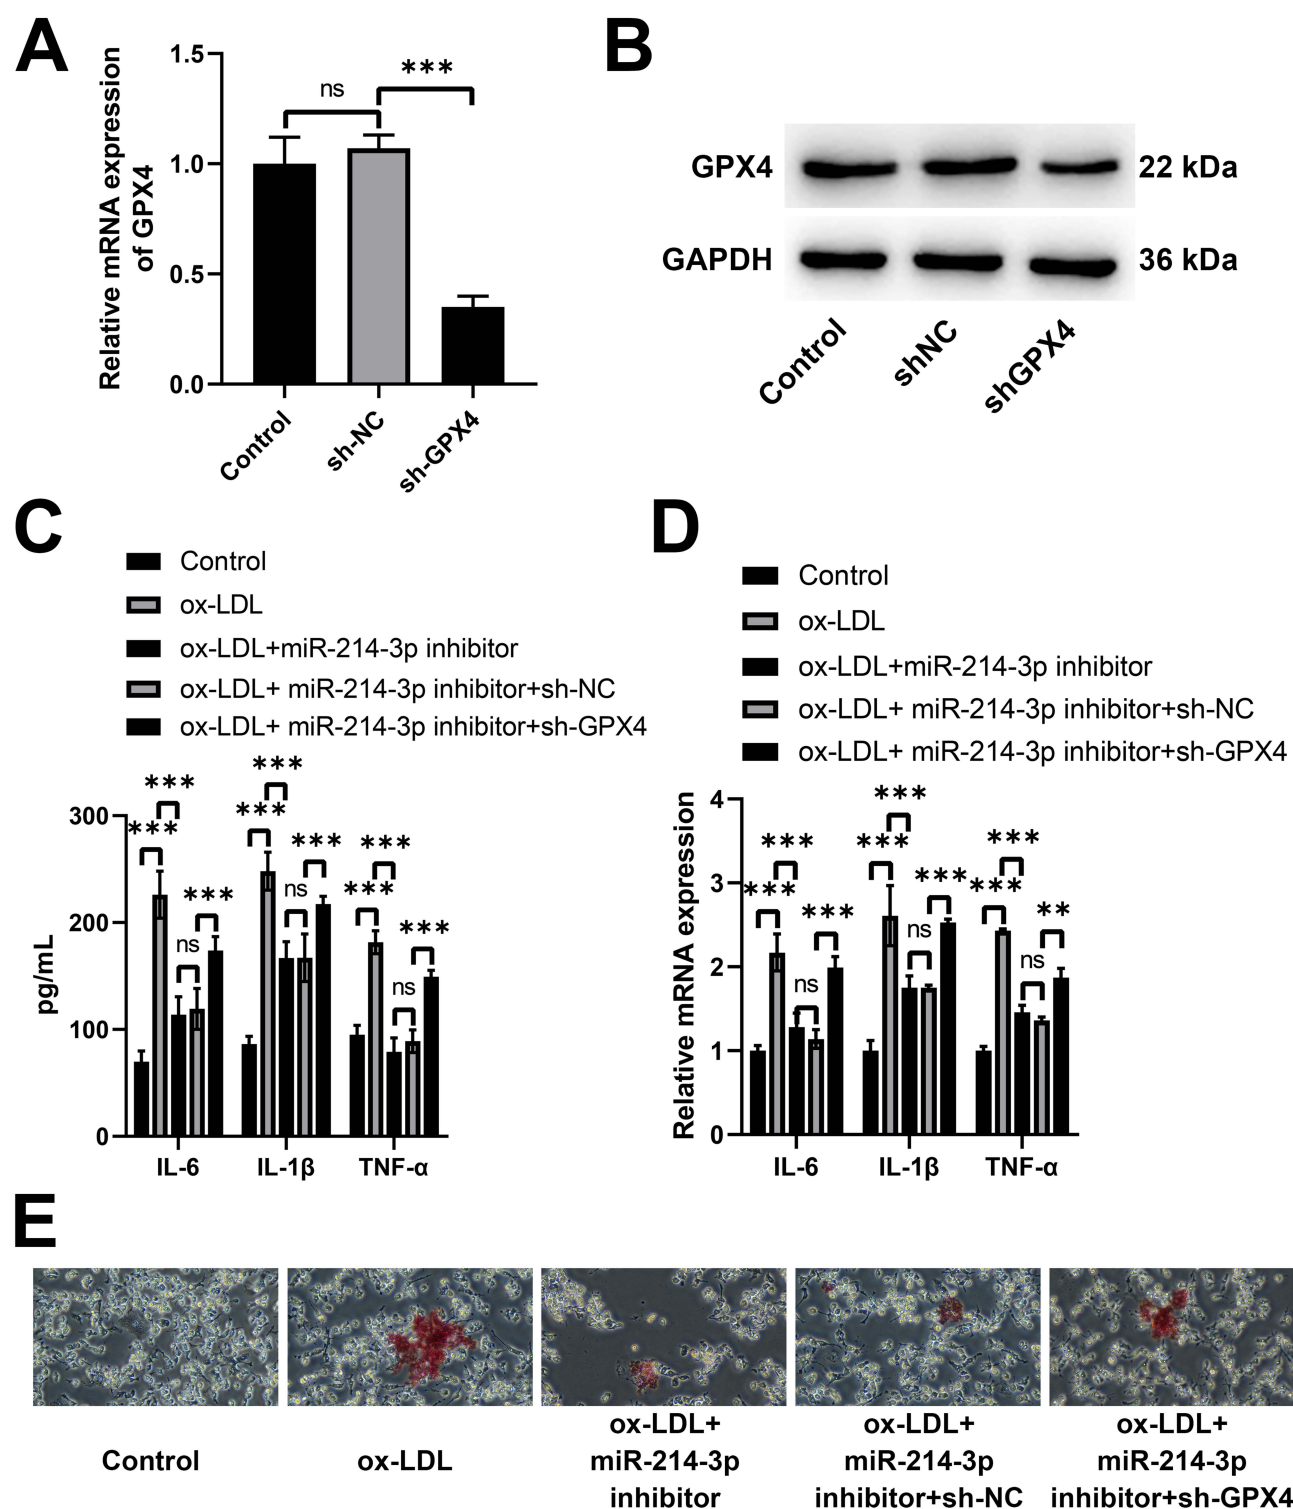 A
Relative mRNA expression
of GPX4
1.5
1.0
0.5
0.0
ns
***
Control
sh-NC
sh-GPX4
B
GPX4
22 kDa
GAPDH
36 kDa
Control
shNC
shGPX4
C
Control
ox-LDL
ox-LDL+miR-214-3p inhibitor
ox-LDL+ miR-214-3p inhibitor+sh-NC
ox-LDL+ miR-214-3p inhibitor+sh-GPX4
pg/mL
300
200
100
0
***
***
ns
***
***
***
ns
***
***
***
ns
***
IL-6
IL-1β
TNF-α
D
Control
ox-LDL
ox-LDL+miR-214-3p inhibitor
ox-LDL+ miR-214-3p inhibitor+sh-NC
ox-LDL+ miR-214-3p inhibitor+sh-GPX4
Relative mRNA expression
4
3
2
1
0
***
***
ns
***
***
***
ns
***
***
***
ns
**
IL-6
IL-1β
TNF-α
E
Control
ox-LDL
ox-LDL+
miR-214-3p
inhibitor
ox-LDL+
miR-214-3p
inhibitor+sh-NC
ox-LDL+
miR-214-3p
inhibitor+sh-GPX4